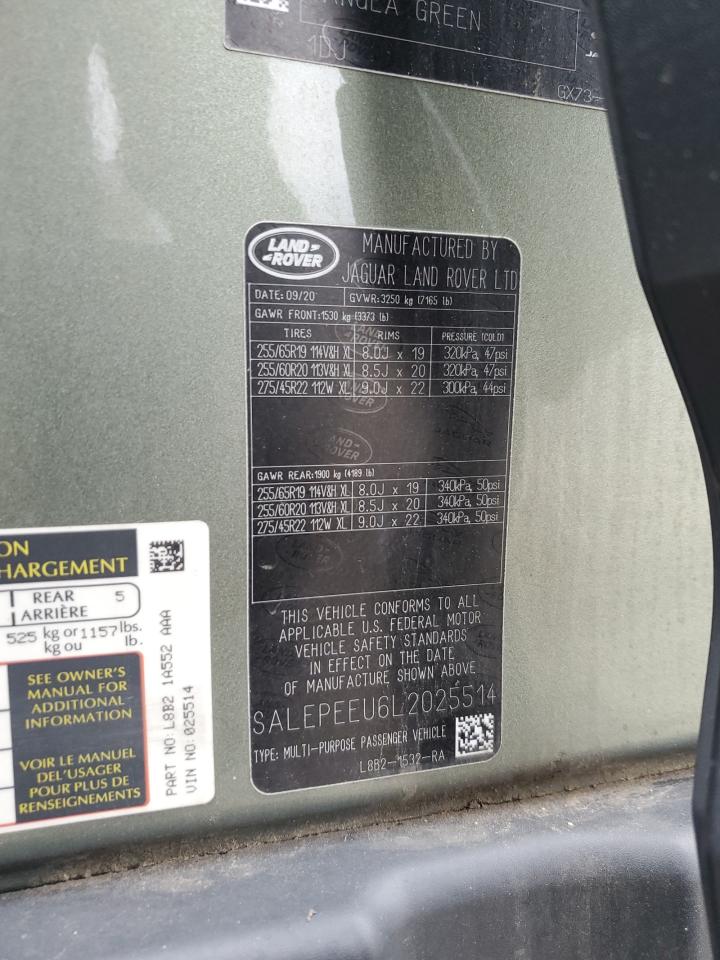 GREEN
1DJ
GX73-
LAND-
-ROVER
MANUFACTURED BY
JAGUAR LAND ROVER LTD
DATE: 09/20 GVWR: 3250 kg (7165 lb)
GAWR FRONT: 1530 kg (3373 lb)
TIRES RIMS PRESSURE (COLD)
255/65R19 114V&H XL 8.0J x 19 320kPa, 47psi
255/60R20 113V&H XL 8.5J x 20 320kPa, 47psi
275/45R22 112W XL 9.0J x 22 300kPa, 44psi
GAWR REAR: 1900 kg (4189 lb)
255/65R19 114V&H XL 8.0J x 19 340kPa, 50psi
255/60R20 113V&H XL 8.5J x 20 340kPa, 50psi
275/45R22 112W XL 9.0J x 22 340kPa, 50psi
THIS VEHICLE CONFORMS TO ALL
APPLICABLE U.S. FEDERAL MOTOR
VEHICLE SAFETY STANDARDS
IN EFFECT ON THE DATE
OF MANUFACTURE SHOWN ABOVE
SALEPEEU6L2025514
TYPE: MULTI-PURPOSE PASSENGER VEHICLE
L8B2-1532-RA
REAR 5
ARRIÈRE
525 kg or 1157 lbs.
kg ou lb.
SEE OWNER'S
MANUAL FOR
ADDITIONAL
INFORMATION
VOIR LE MANUEL
DEL'USAGER
POUR PLUS DE
RENSEIGNEMENTS
PART NO: L8B2 1A552 AAA
VIN NO: 025514